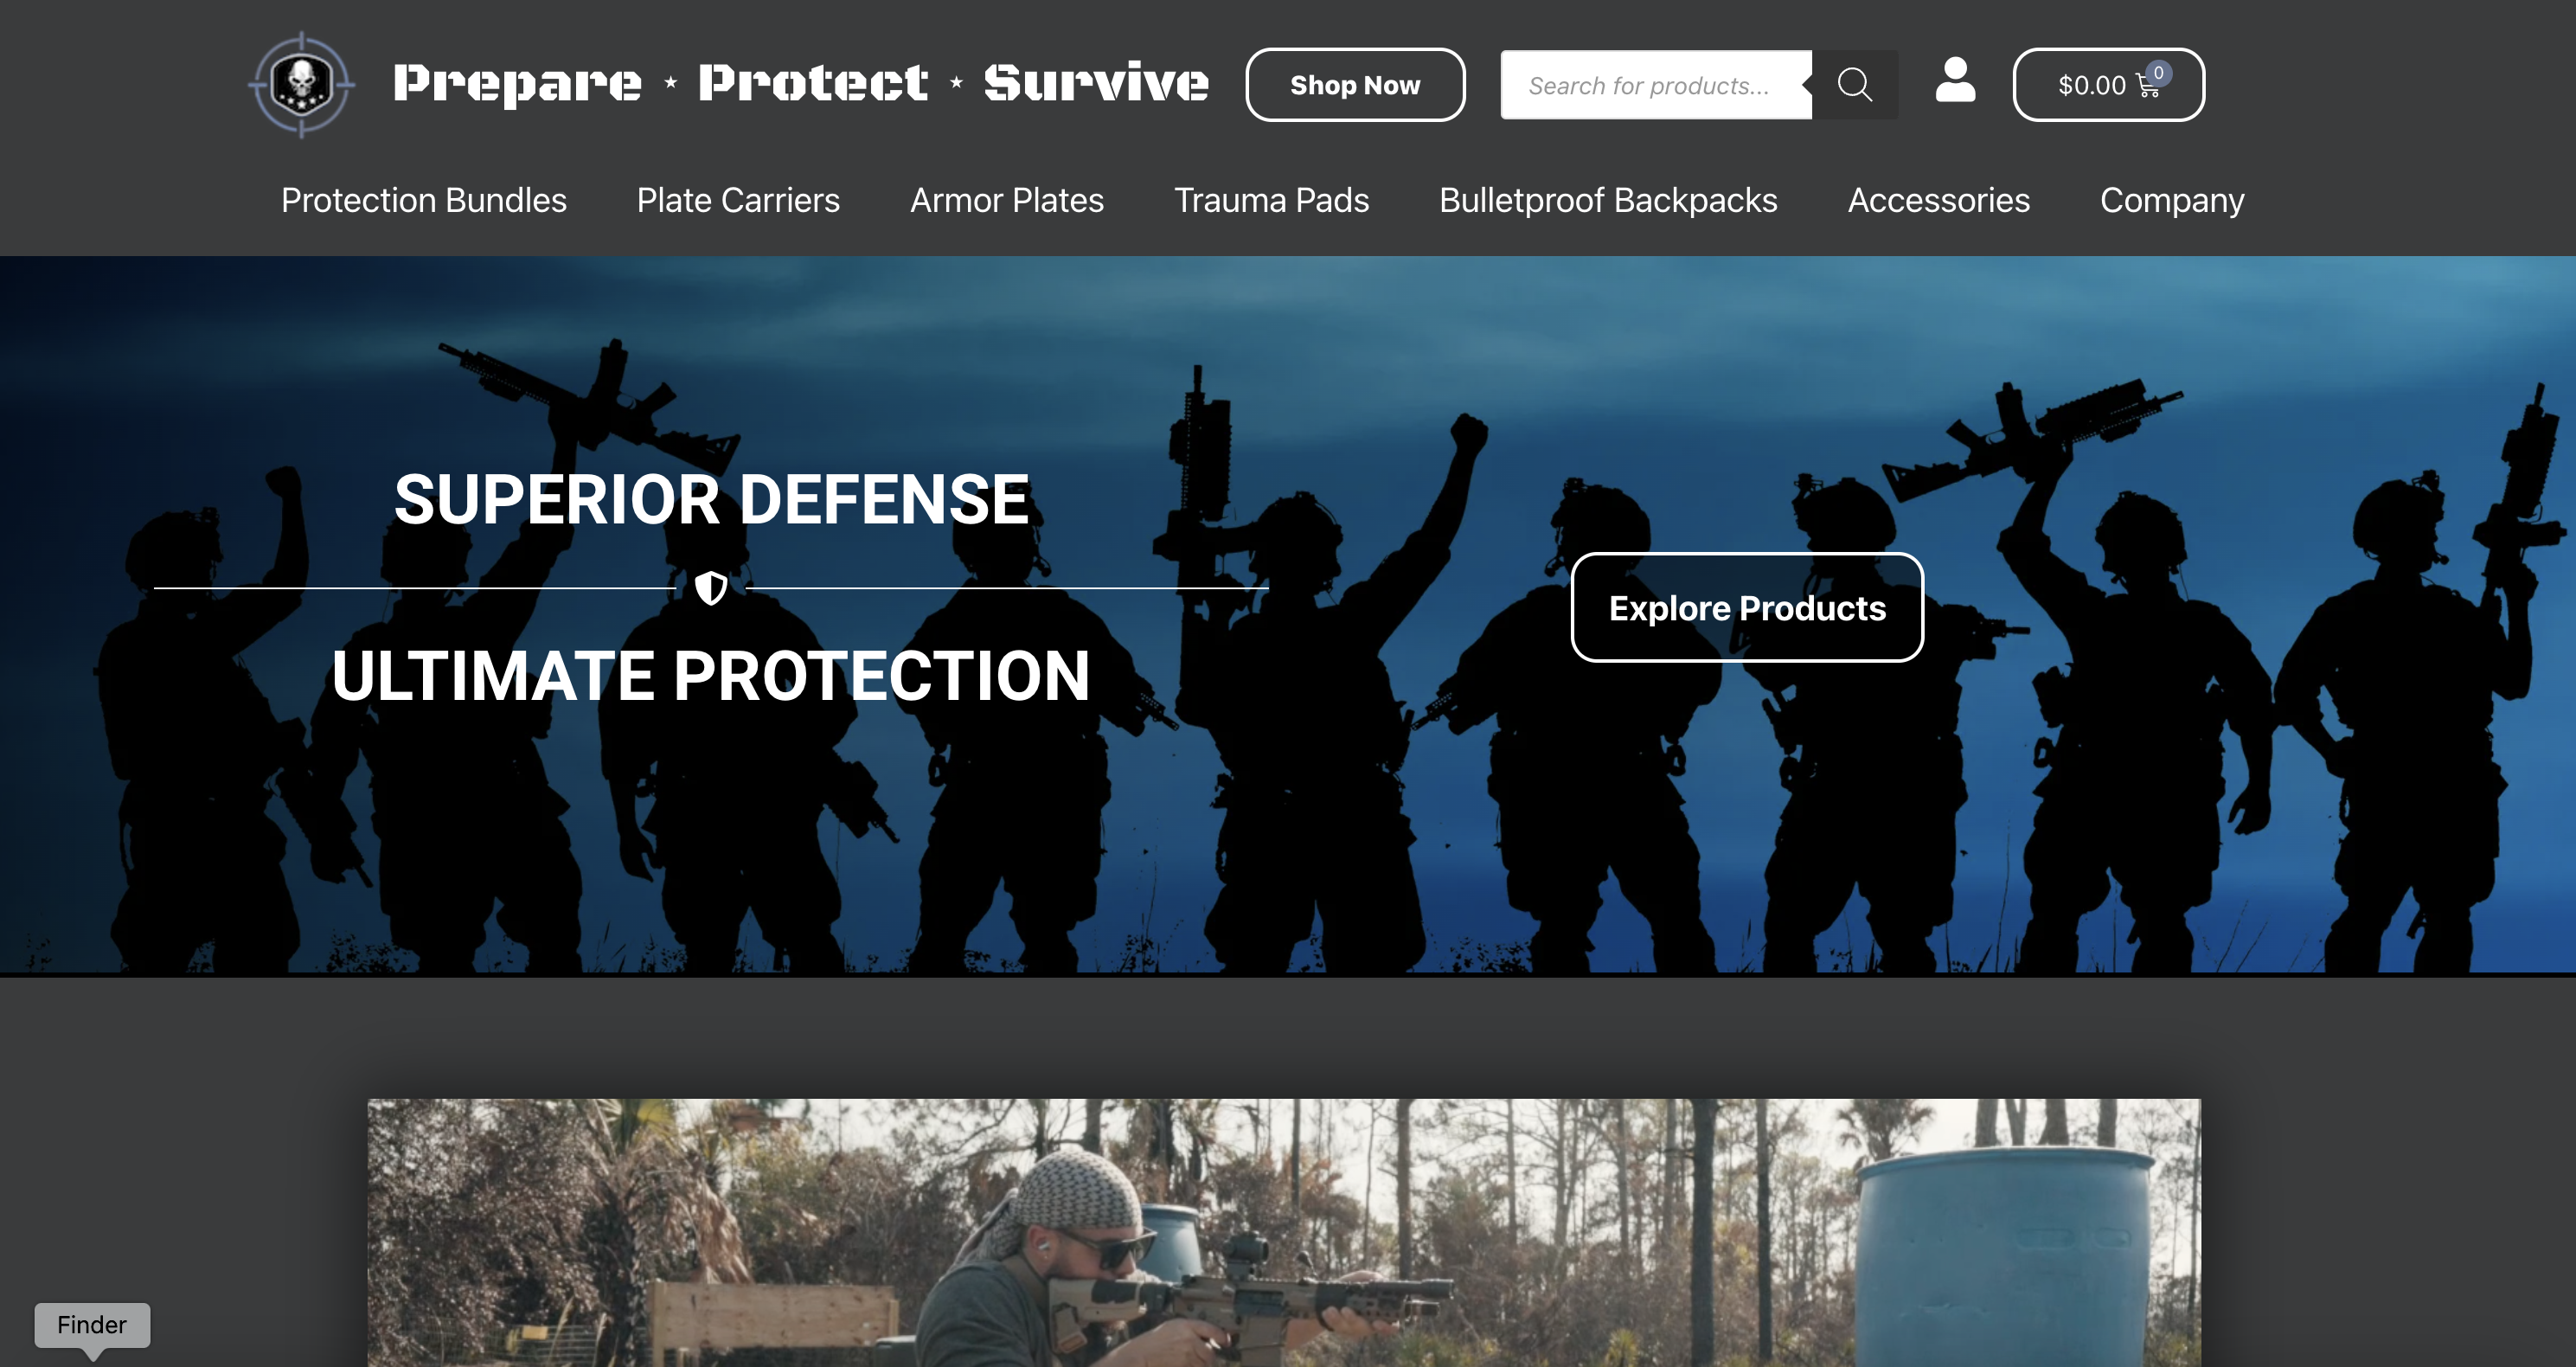 Prepare ★ Protect ★ Survive
Shop Now
Search for products...
$0.00
0
Protection Bundles
Plate Carriers
Armor Plates
Trauma Pads
Bulletproof Backpacks
Accessories
Company
SUPERIOR DEFENSE
ULTIMATE PROTECTION
Explore Products
Finder